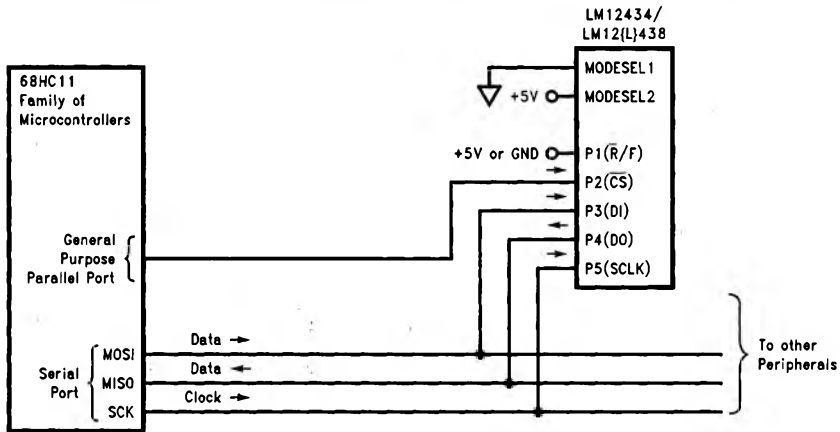 LM12434/
LM12{L}438
MODESEL1
+5V
MODESEL2
68HC11
Family of
Microcontrollers
+5V or GND
P1(R̅/F)
P2(C̅S̅)
P3(DI)
P4(DO)
P5(SCLK)
General
Purpose
Parallel Port
Serial
Port
MOSI
MISO
SCK
Data →
Data ←
Clock →
To other
Peripherals